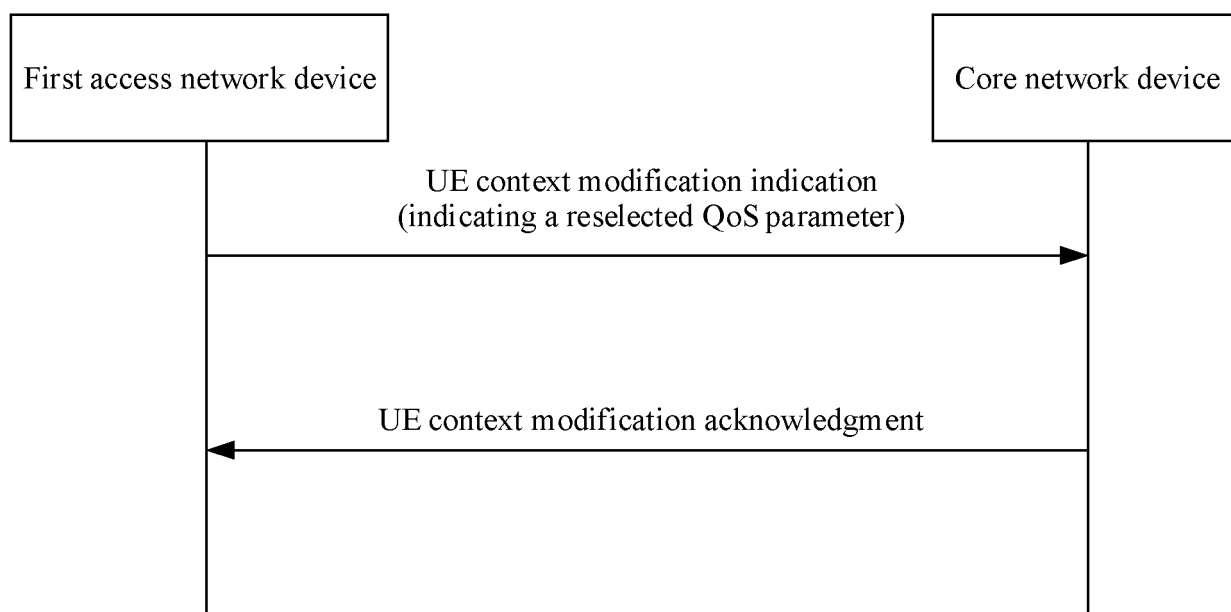 First access network device
Core network device
UE context modification indication
(indicating a reselected QoS parameter)
UE context modification acknowledgment